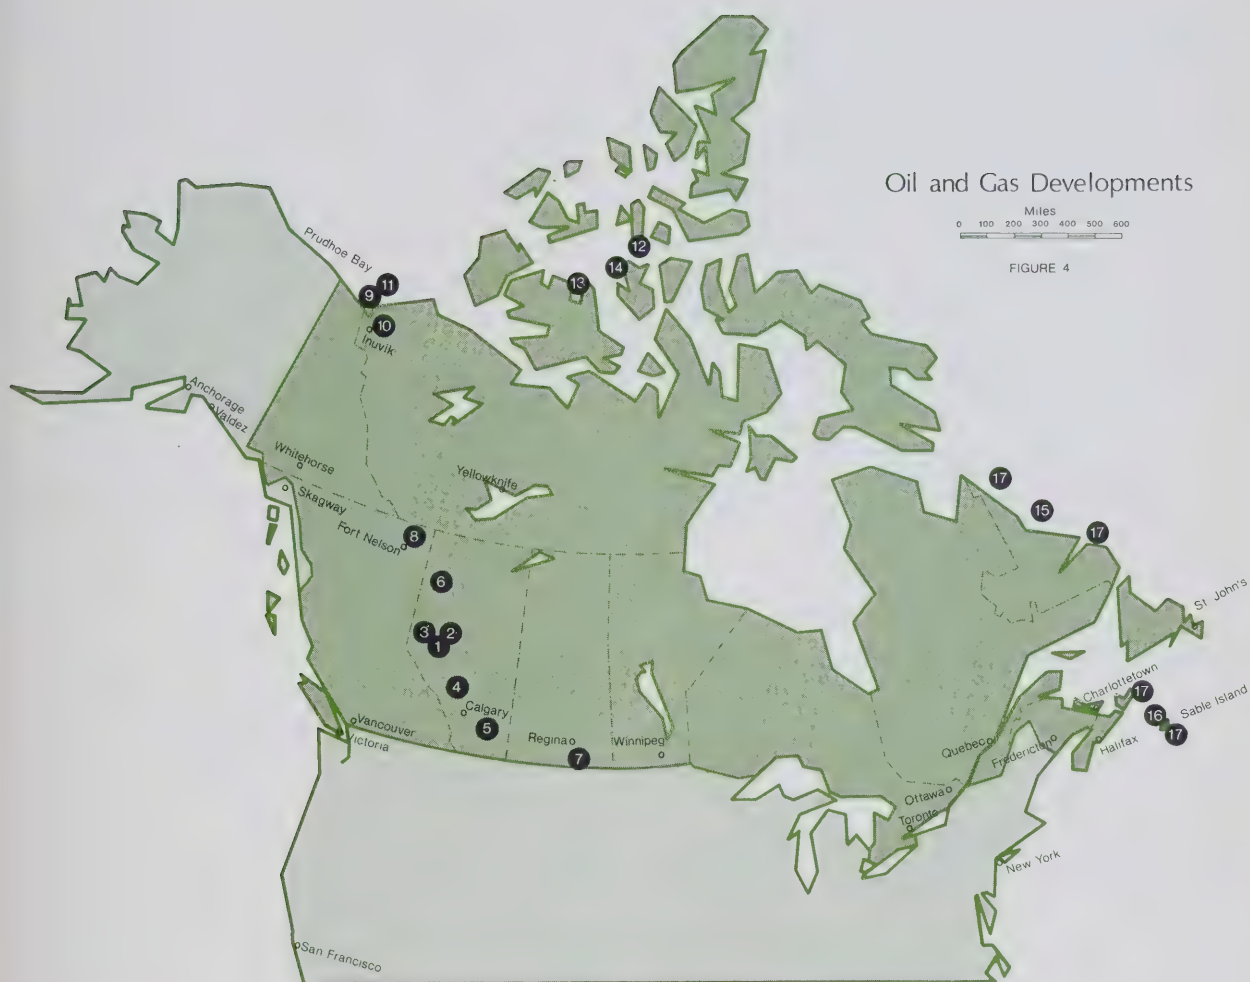 Oil and Gas Developments
Miles
0 100 200 300 400 500 600
FIGURE 4
12
14
13
Prudhoe Bay
11
9
10
Inuvik
Anchorage
Valdez
Whitehorse
Skagway
Yellowknife
Fort Nelson
8
17
15
17
6
3
2
1
4
Calgary
5
Vancouver
Victoria
Regina
7
Winnipeg
St. John's
Charlottetown
17
16
17
Sable Island
Halifax
Fredericton
Quebec
Ottawa
Toronto
New York
San Francisco